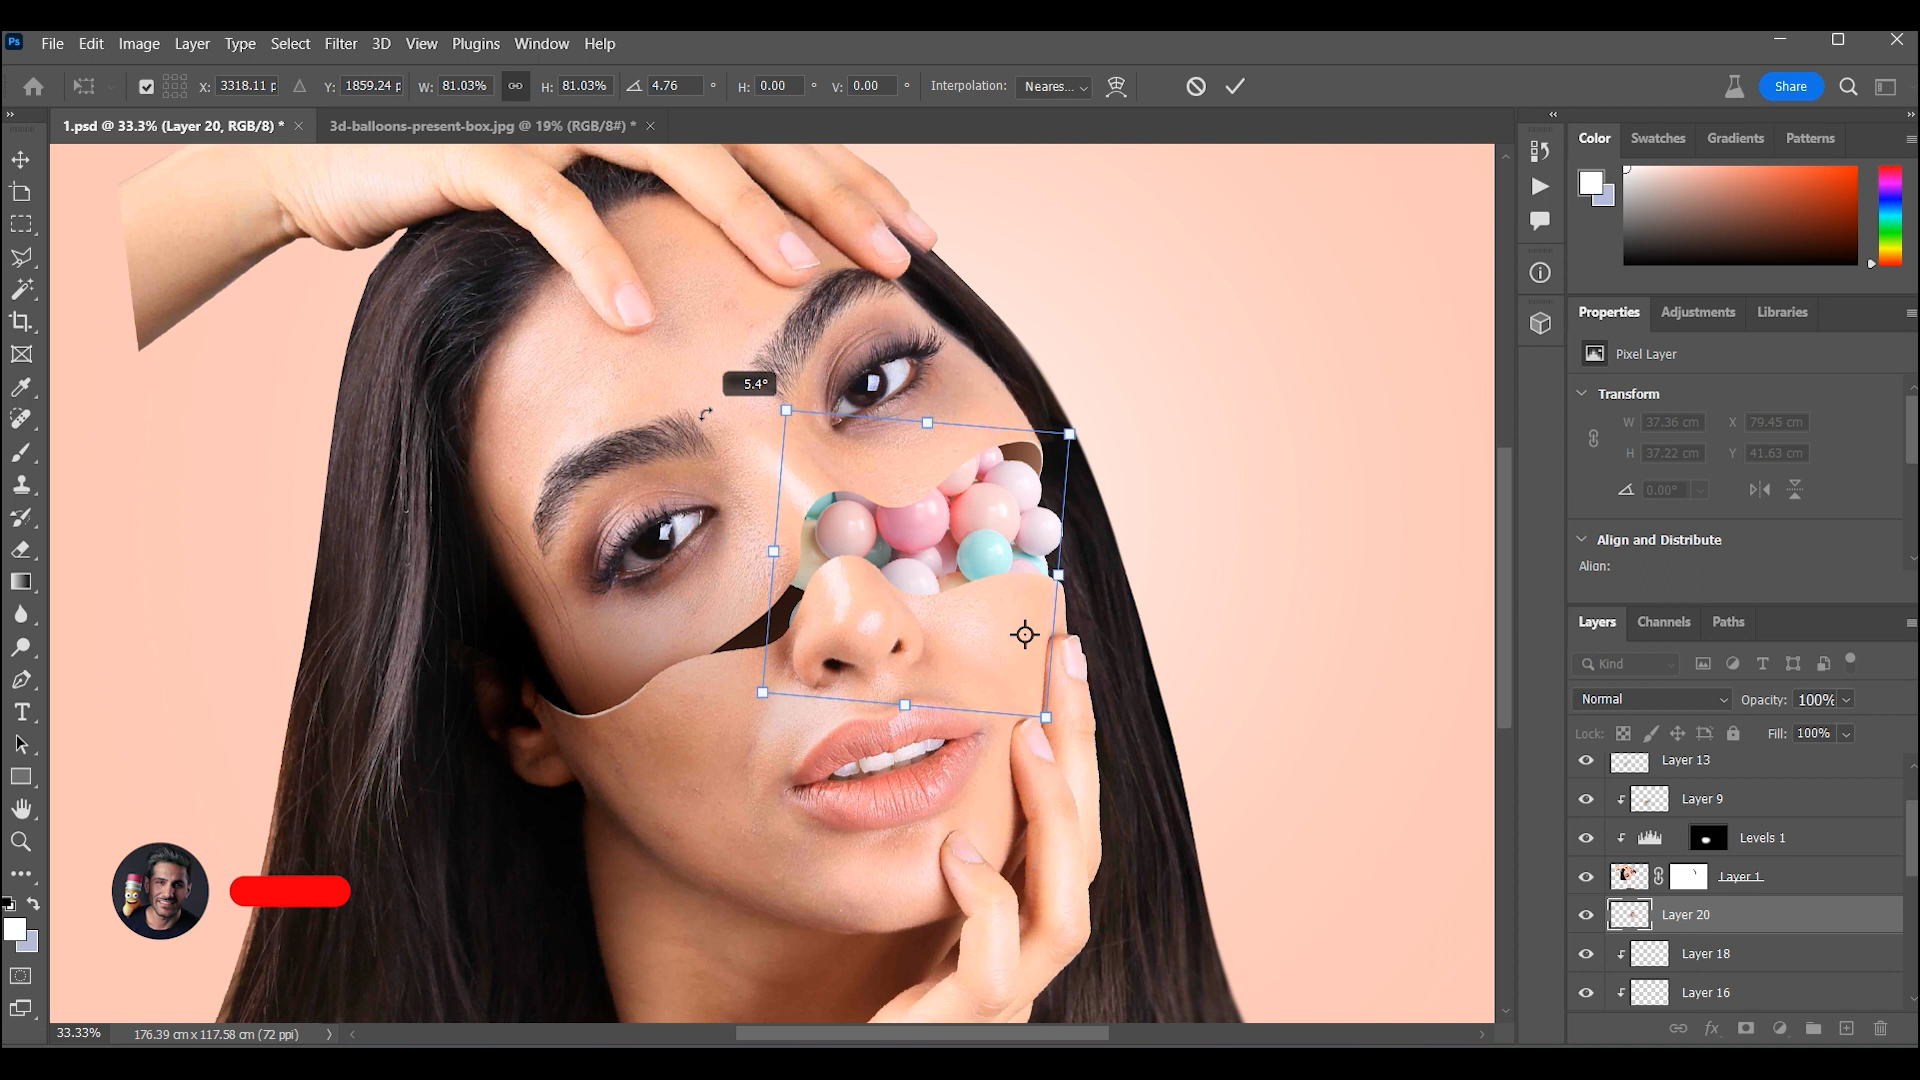 Ps File Edit Image Layer Type Select Filter 3D View Plugins Window Help
X: 3318.11 p Y: 1859.24 p W: 81.03% H: 81.03% 4.76 ° H: 0.00 ° V: 0.00 ° Interpolation: Neares... Share
1.psd @ 33.3% (Layer 20, RGB/8) * × 3d-balloons-present-box.jpg @ 19% (RGB/8#) * ×
Color Swatches Gradients Patterns
Properties Adjustments Libraries
Pixel Layer
Transform
W 37.36 cm X 79.45 cm
H 37.22 cm Y 41.63 cm
0.00°
Align and Distribute
Align:
5.4°
Layers Channels Paths
Kind
Normal Opacity: 100%
Lock: Fill: 100%
Layer 13
Layer 9
Levels 1
Layer 1
Layer 20
Layer 18
Layer 16
fx
33.33% 176.39 cm x 117.58 cm (72 ppi)